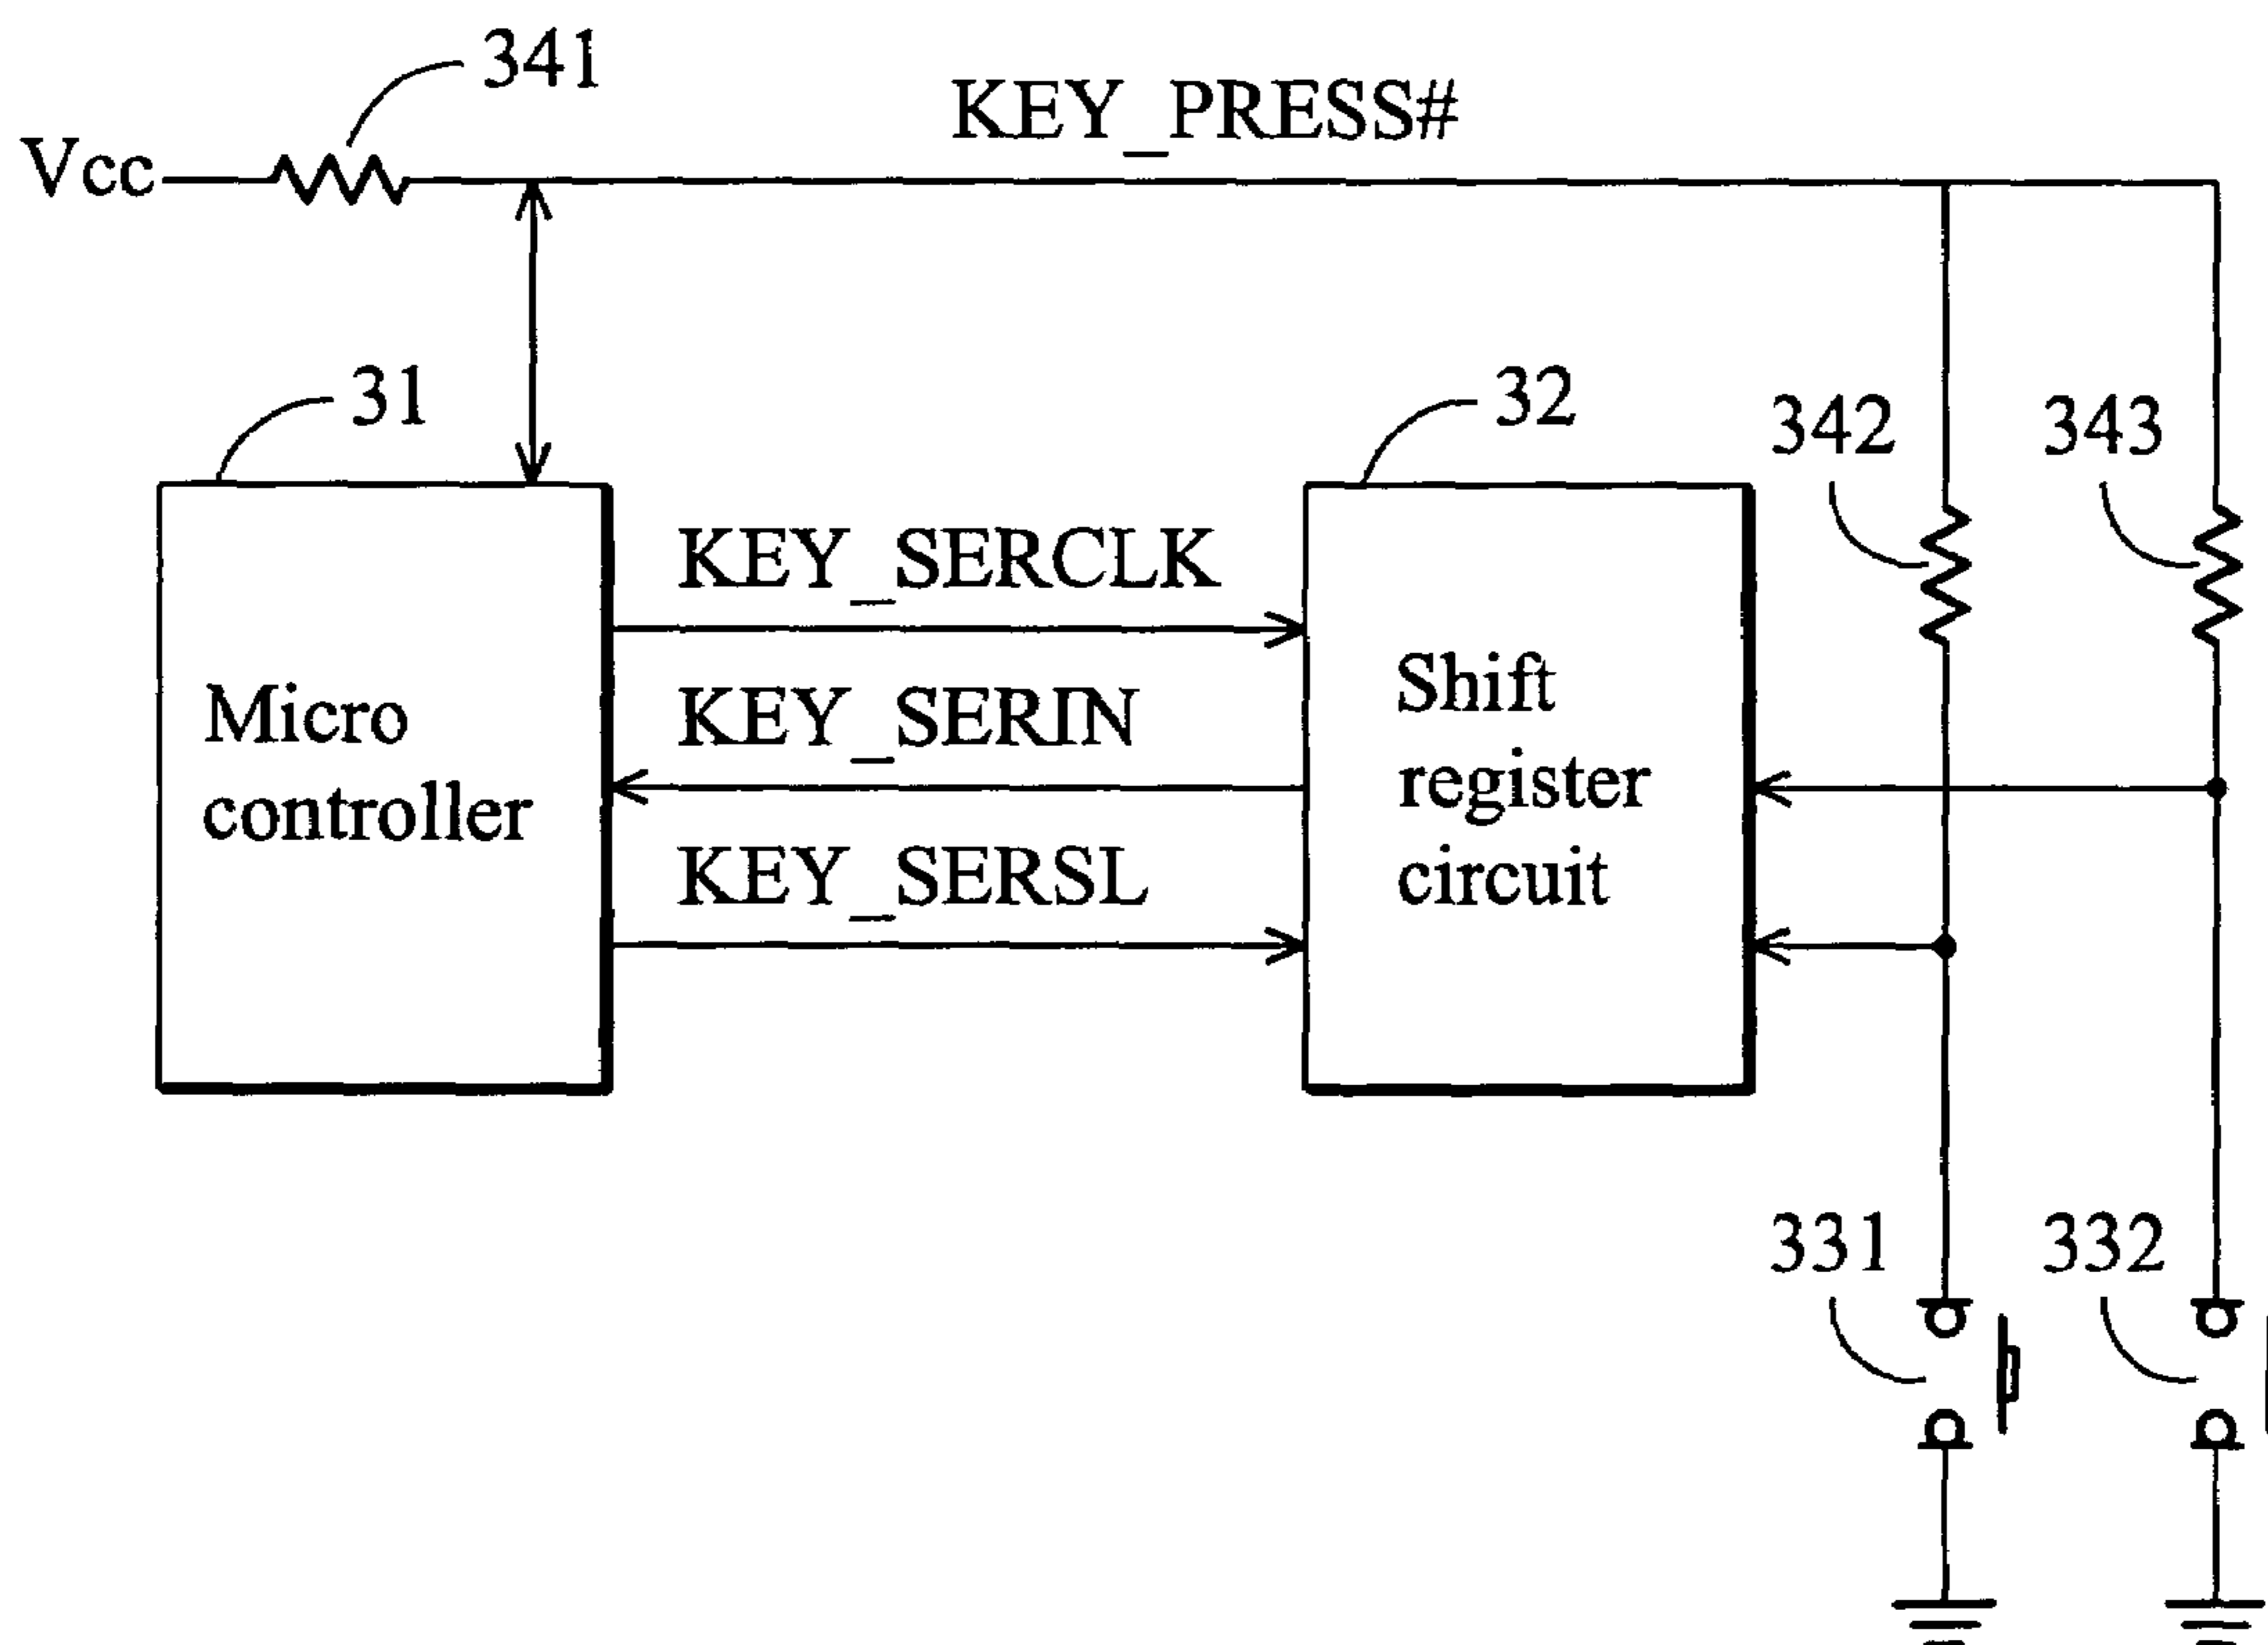 341
Vcc
KEY_PRESS#
31
32
342
343
KEY_SERCLK
KEY_SERIN
KEY_SERSL
Micro
controller
Shift
register
circuit
331
332